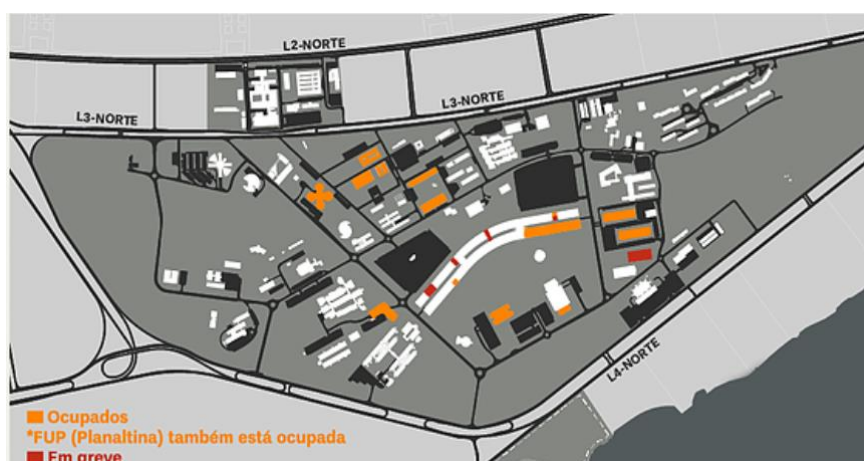 L2-NORTE
L3-NORTE
L3-NORTE
L4-NORTE
Ocupados
*FUP (Planaltina) também está ocupada
Em greve